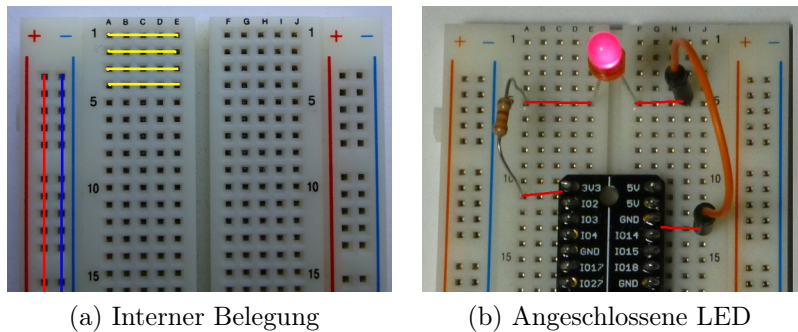 A B C D E F G H I J
+ − 1 1 + −
5 5
10 10
15 15
(a) Interner Belegung
A B C D E F G H I J
+ − 1 1 + −
5
10
3V3 5V
IO2 5V
IO3 GND
IO4 IO14
GND IO15
IO17 IO18
IO27 GND
15 15
(b) Angeschlossene LED